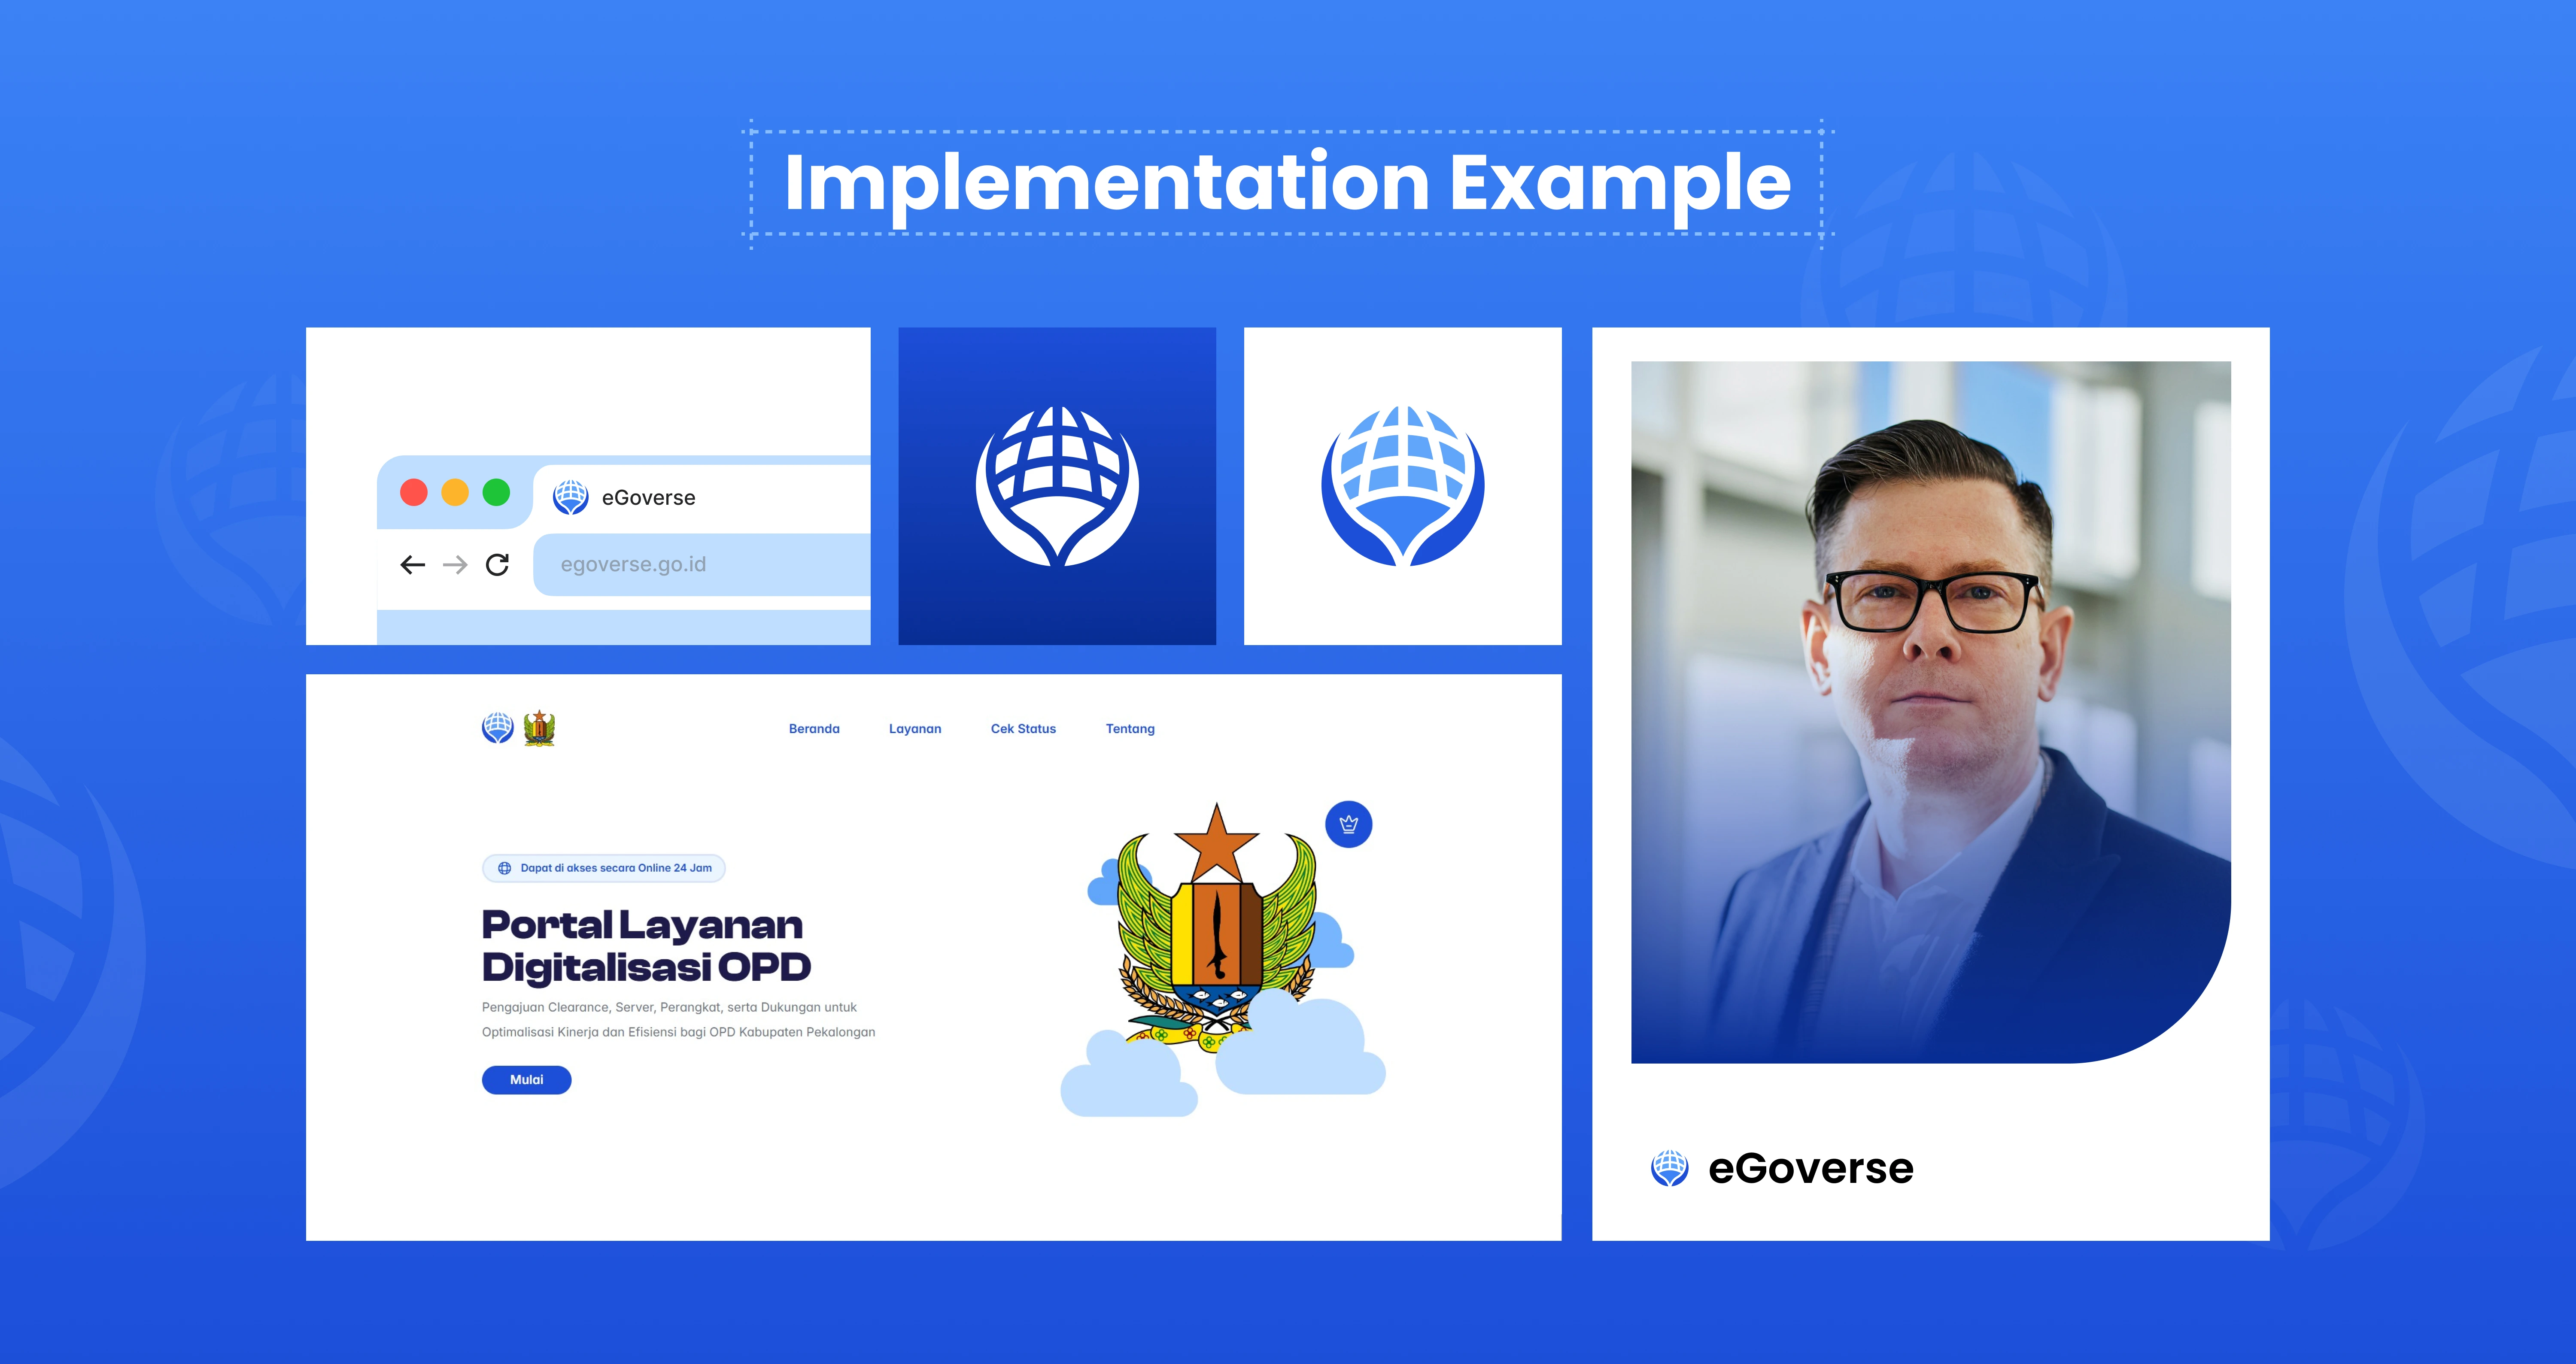 Implementation Example
eGoverse
egoverse.go.id
Beranda
Layanan
Cek Status
Tentang
Dapat di akses secara Online 24 Jam
Portal Layanan
Digitalisasi OPD
Pengajuan Clearance, Server, Perangkat, serta Dukungan untuk
Optimalisasi Kinerja dan Efisiensi bagi OPD Kabupaten Pekalongan
Mulai
eGoverse